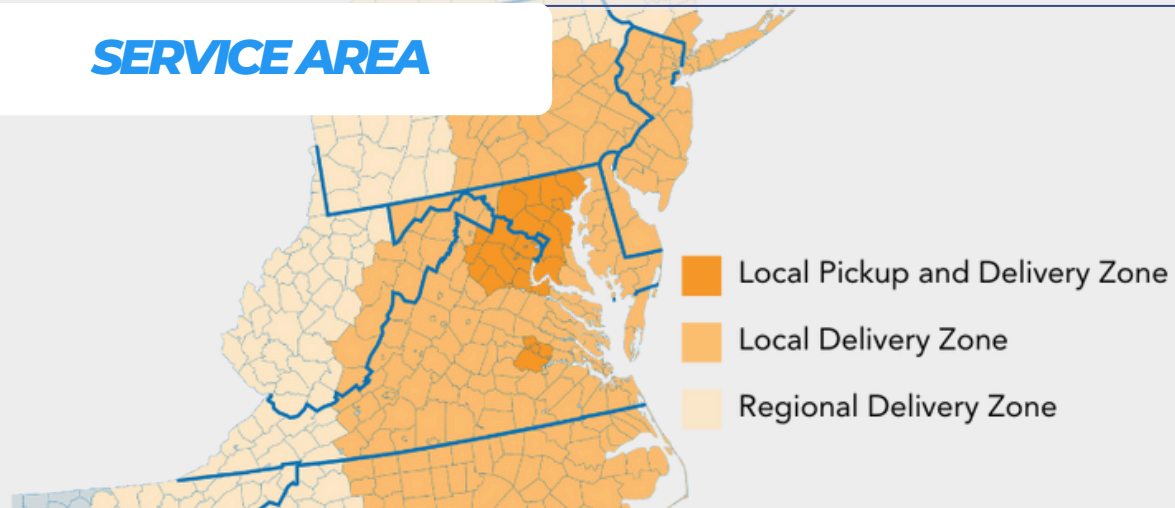 SERVICE AREA
Local Pickup and Delivery Zone
Local Delivery Zone
Regional Delivery Zone